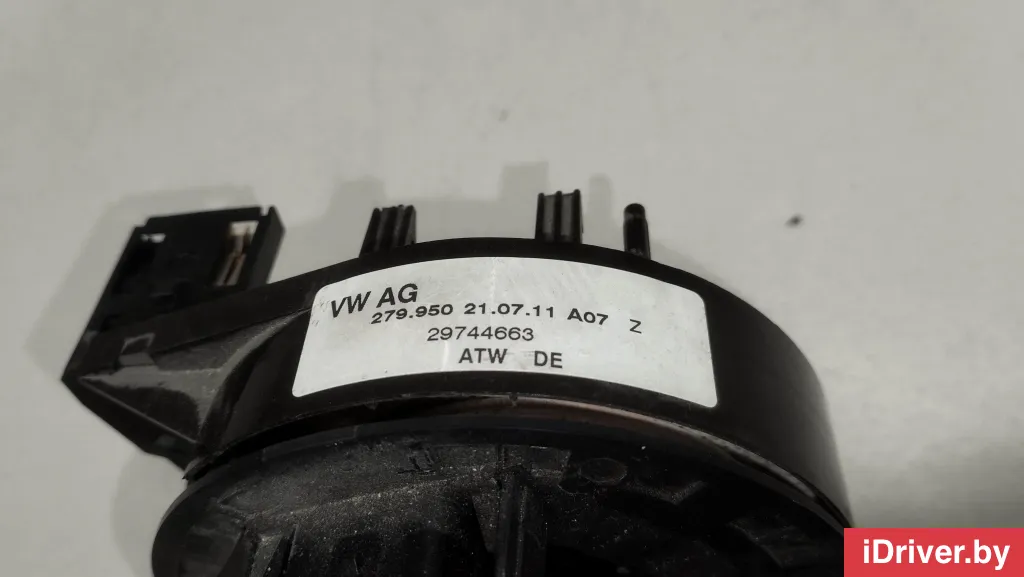 VW AG
279.950 21.07.11 A07 Z
29744663
ATW DE
iDriver.by